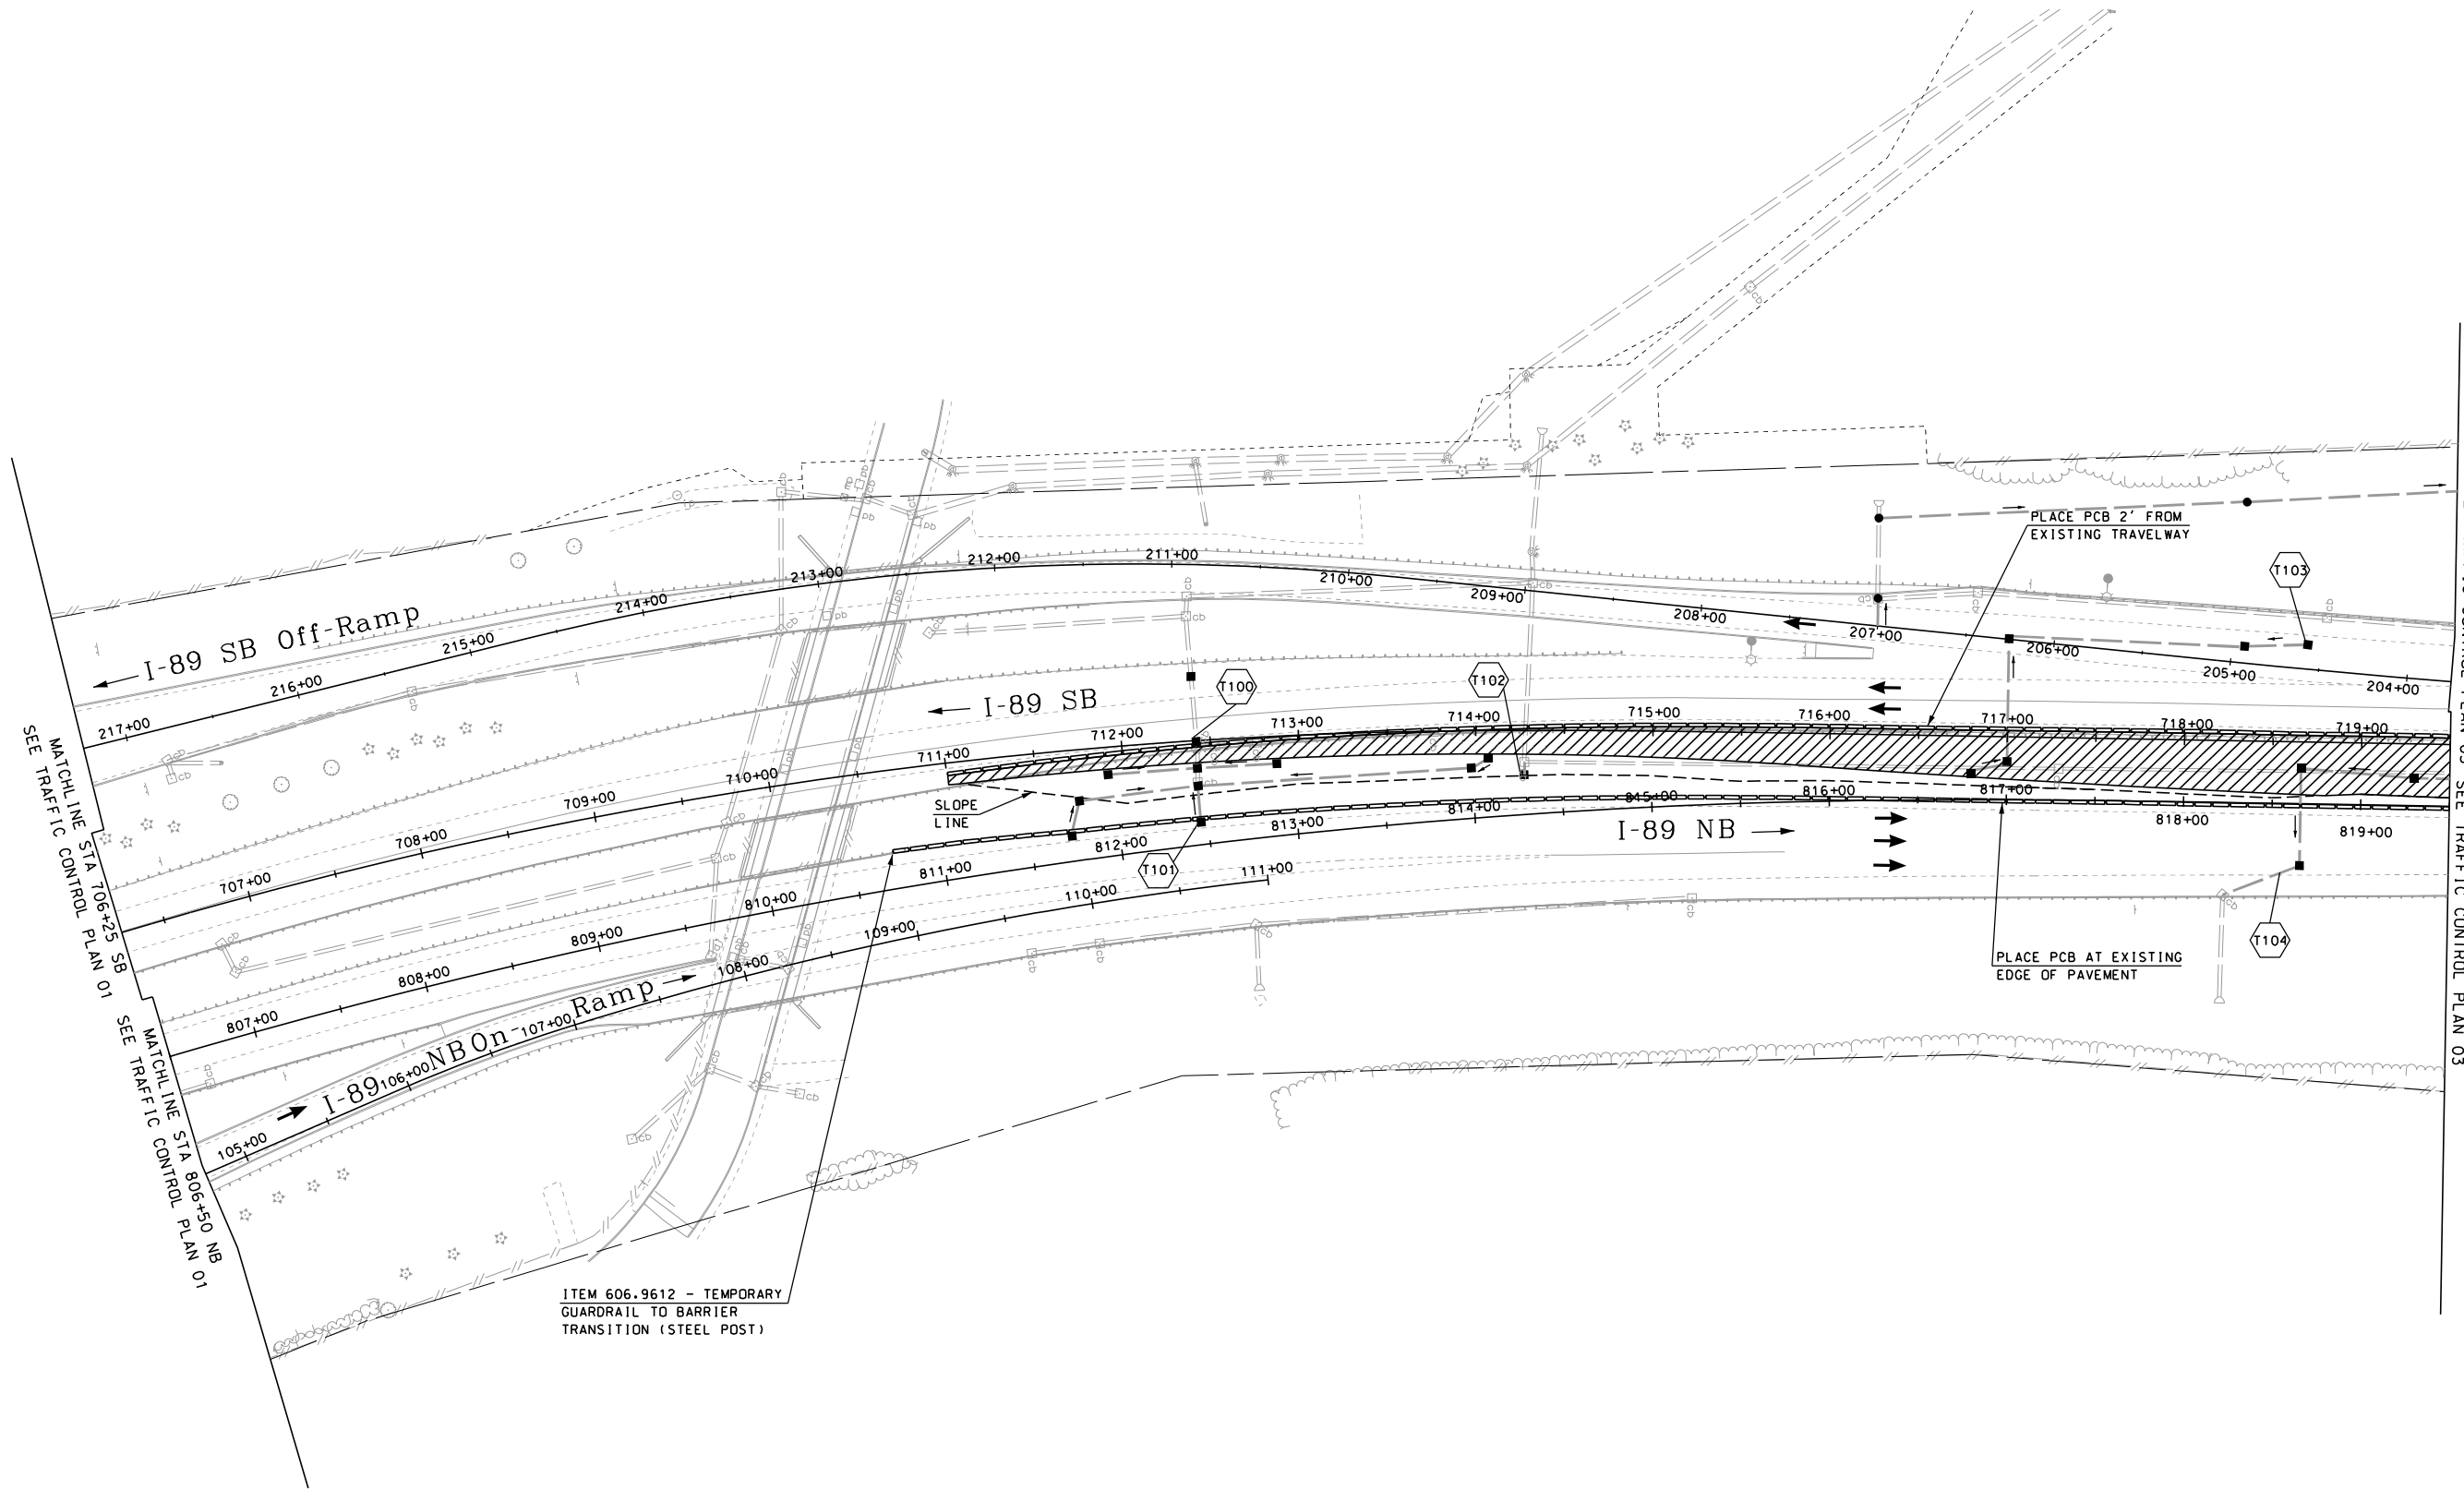 PLACE PCB 2' FROM
EXISTING TRAVELWAY
T103
212+00
211+00
213+00
210+00
214+00
209+00
208+00
207+00
206+00
205+00
204+00
I-89 SB Off-Ramp
215+00
216+00
217+00
T100
T102
I-89 SB
711+00
712+00
713+00
714+00
715+00
716+00
717+00
718+00
719+00
710+00
709+00
708+00
707+00
SLOPE
LINE
MATCHLINE STA 706+25 SB
SEE TRAFFIC CONTROL PLAN 01
811+00
812+00
813+00
814+00
815+00
816+00
817+00
818+00
819+00
I-89 NB
T101
111+00
110+00
109+00
108+00
810+00
809+00
808+00
807+00
T104
PLACE PCB AT EXISTING
EDGE OF PAVEMENT
I-89 NB On-Ramp
107+00
106+00
105+00
MATCHLINE STA 806+50 NB
SEE TRAFFIC CONTROL PLAN 01
SEE TRAFFIC CONTROL PLAN 03
ITEM 606.9612 - TEMPORARY
GUARDRAIL TO BARRIER
TRANSITION (STEEL POST)